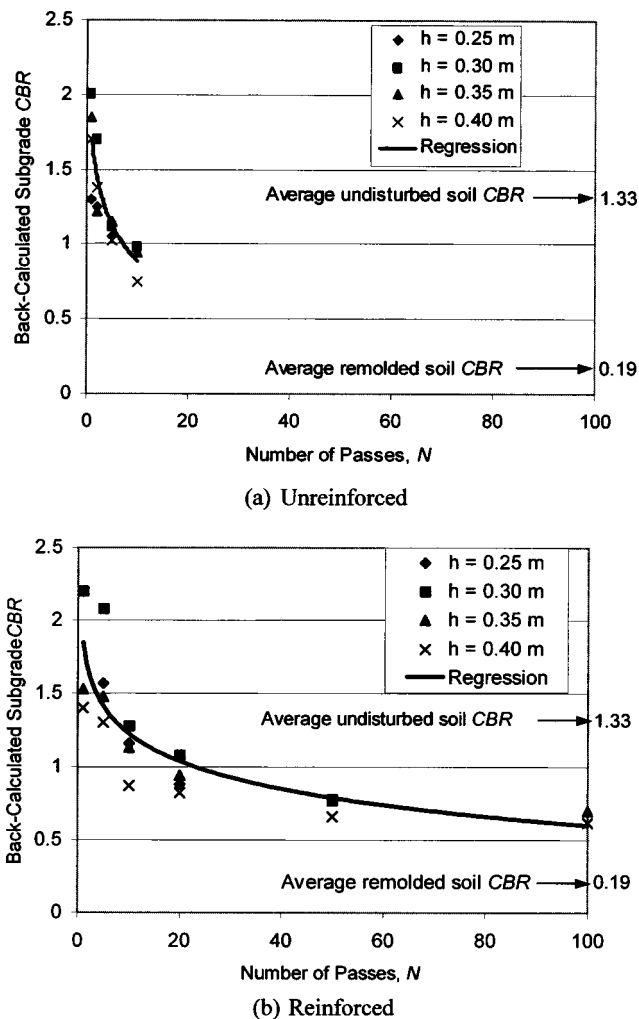 2.5
2
1.5
1
0.5
0
Back-Calculated Subgrade CBR
h = 0.25 m
h = 0.30 m
h = 0.35 m
h = 0.40 m
Regression
Average undisturbed soil CBR
1.33
Average remolded soil CBR
0.19
0 20 40 60 80 100
Number of Passes, N
(a) Unreinforced
2.5
2
1.5
1
0.5
0
Back-Calculated SubgradeCBR
h = 0.25 m
h = 0.30 m
h = 0.35 m
h = 0.40 m
Regression
Average undisturbed soil CBR
1.33
Average remolded soil CBR
0.19
0 20 40 60 80 100
Number of Passes, N
(b) Reinforced